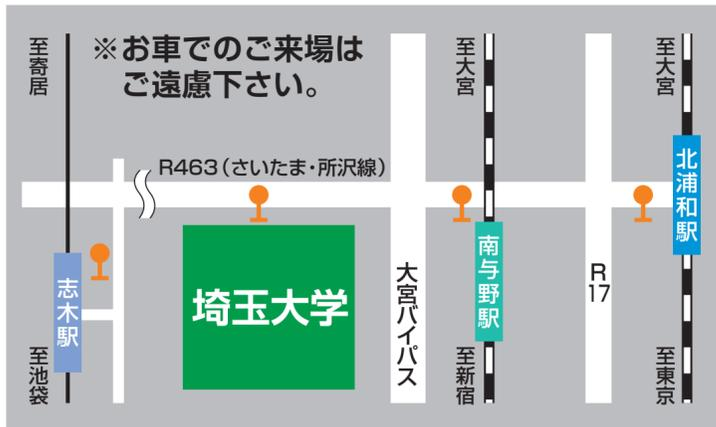 ※お車でのご来場は
ご遠慮下さい。
至寄居
至大宮
至大宮
R463（さいたま・所沢線）
北浦和駅
南与野駅
志木駅
埼玉大学
大宮バイパス
R17
至池袋
至新宿
至東京